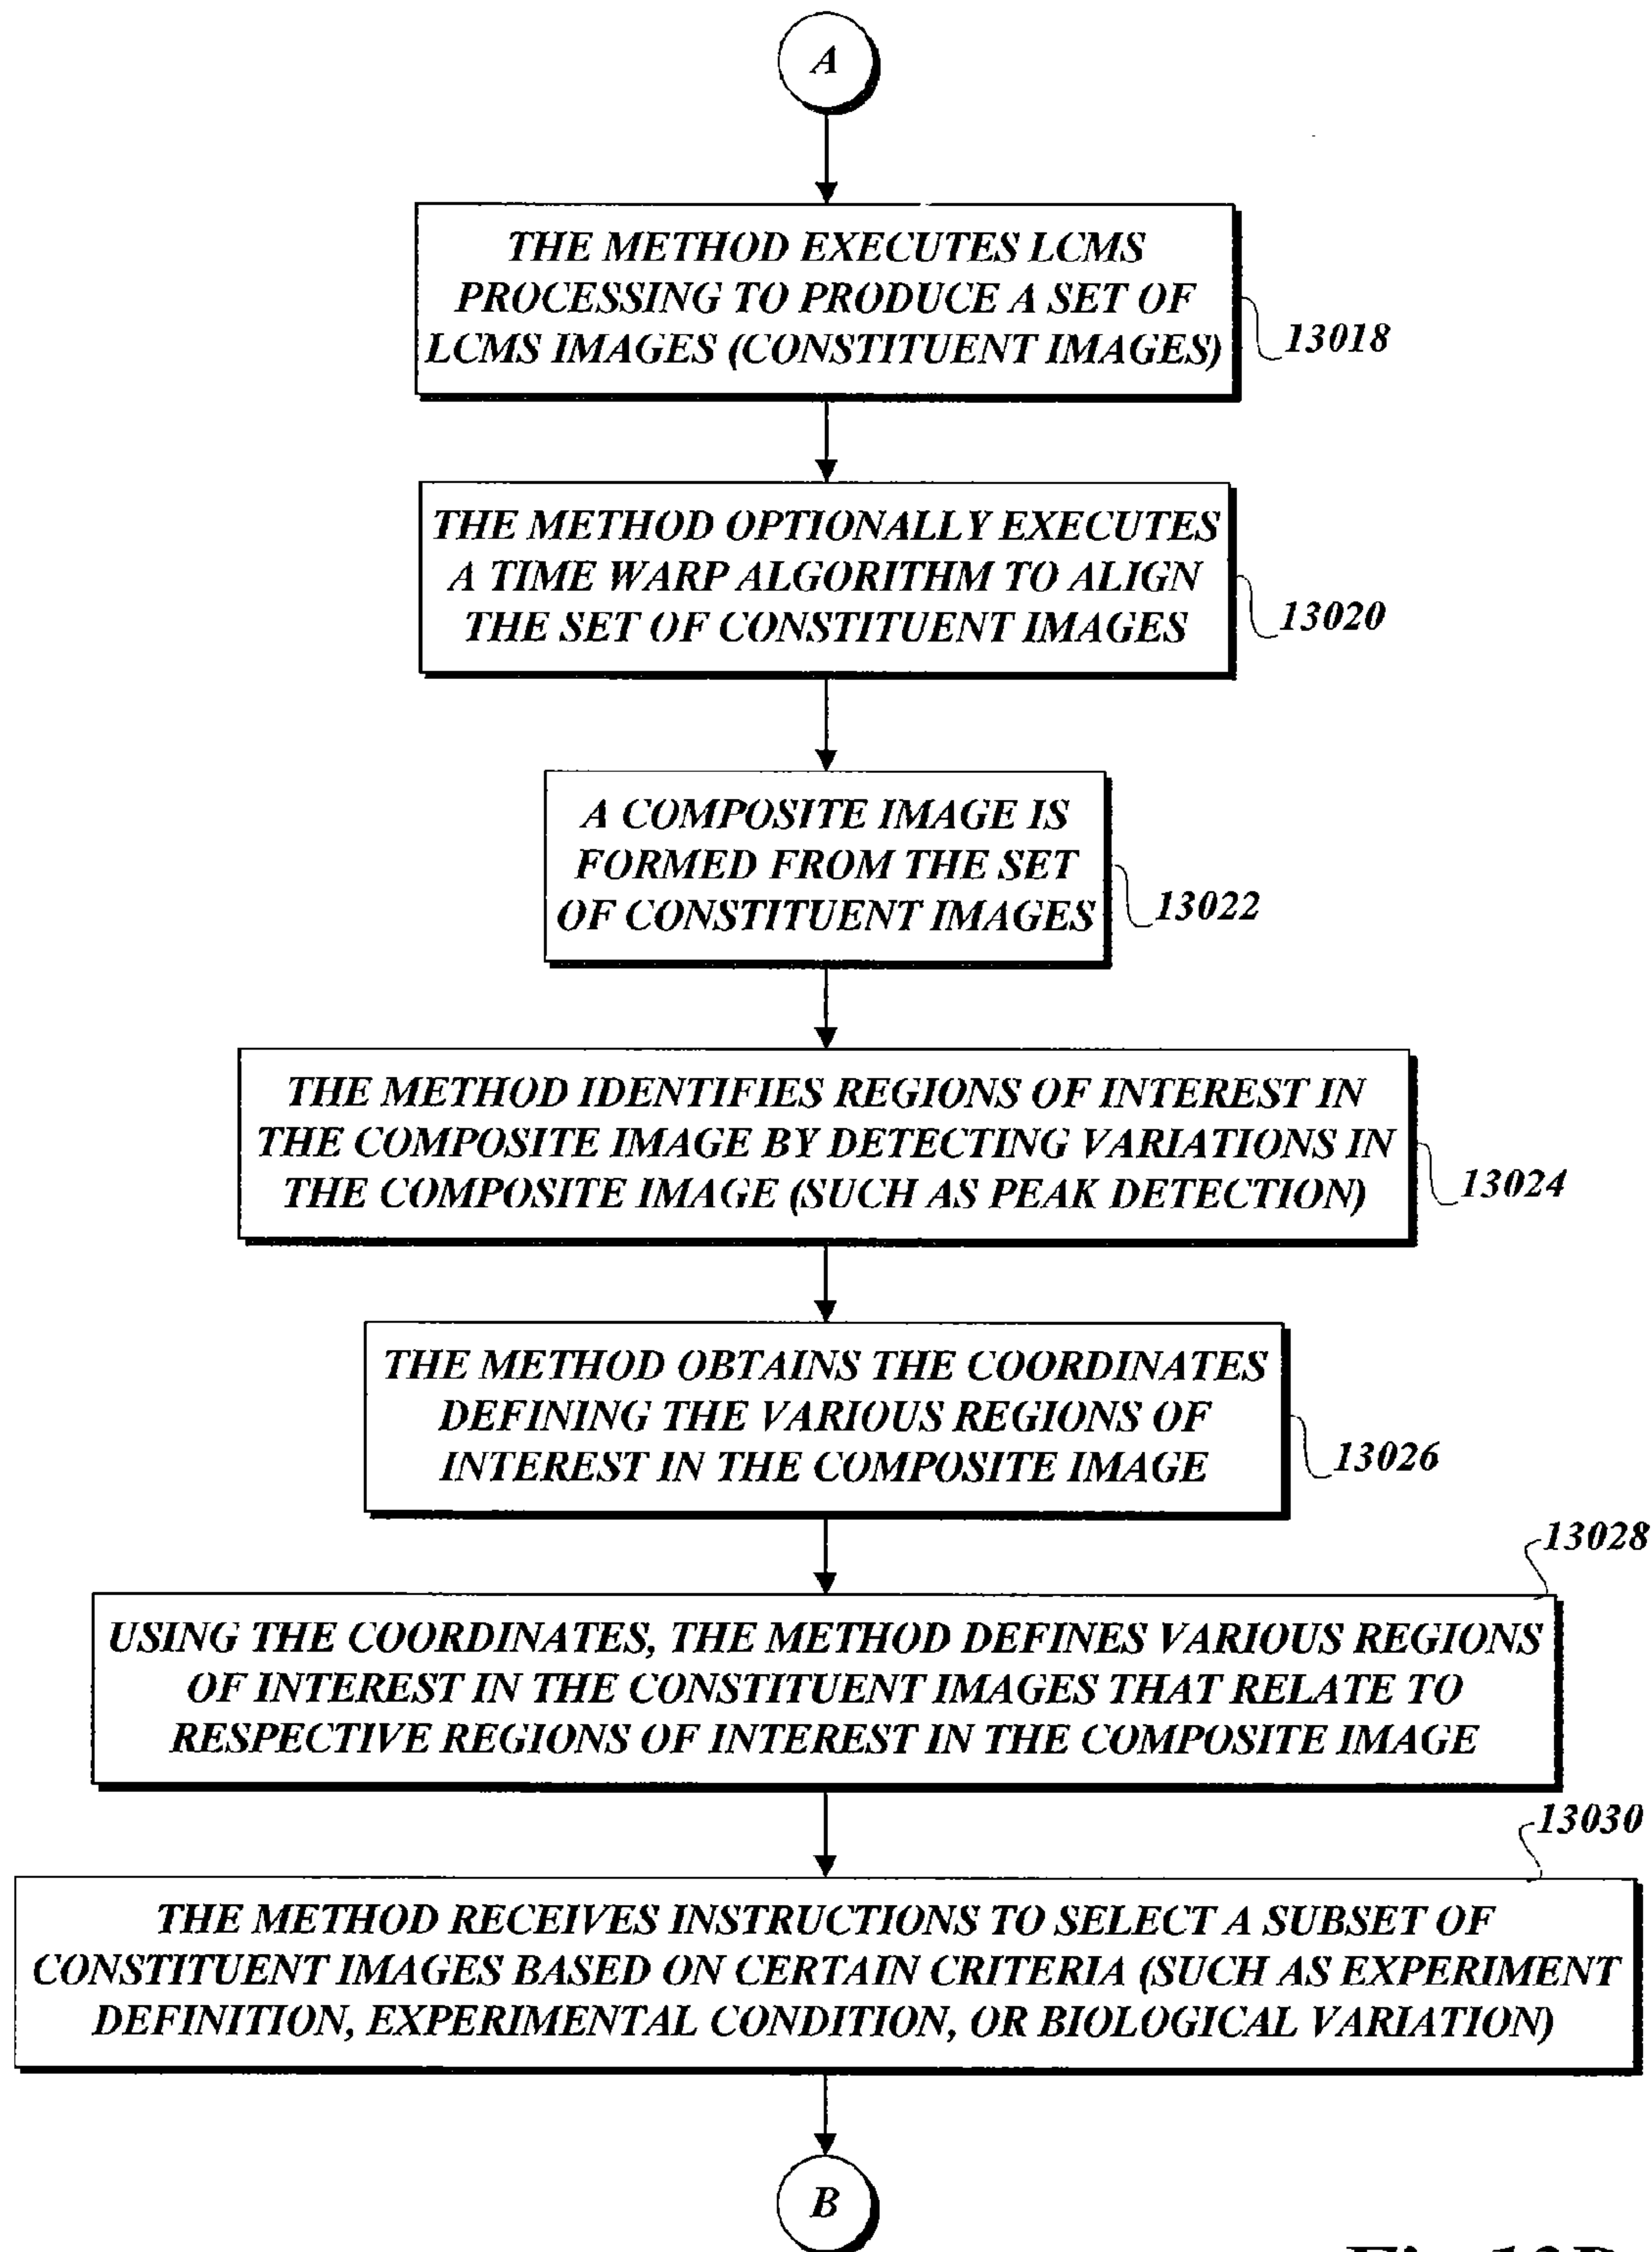 A
THE METHOD EXECUTES LCMS
PROCESSING TO PRODUCE A SET OF
LCMS IMAGES (CONSTITUENT IMAGES)
13018
THE METHOD OPTIONALLY EXECUTES
A TIME WARP ALGORITHM TO ALIGN
THE SET OF CONSTITUENT IMAGES
13020
A COMPOSITE IMAGE IS
FORMED FROM THE SET
OF CONSTITUENT IMAGES
13022
THE METHOD IDENTIFIES REGIONS OF INTEREST IN
THE COMPOSITE IMAGE BY DETECTING VARIATIONS IN
THE COMPOSITE IMAGE (SUCH AS PEAK DETECTION)
13024
THE METHOD OBTAINS THE COORDINATES
DEFINING THE VARIOUS REGIONS OF
INTEREST IN THE COMPOSITE IMAGE
13026
13028
USING THE COORDINATES, THE METHOD DEFINES VARIOUS REGIONS
OF INTEREST IN THE CONSTITUENT IMAGES THAT RELATE TO
RESPECTIVE REGIONS OF INTEREST IN THE COMPOSITE IMAGE
13030
THE METHOD RECEIVES INSTRUCTIONS TO SELECT A SUBSET OF
CONSTITUENT IMAGES BASED ON CERTAIN CRITERIA (SUCH AS EXPERIMENT
DEFINITION, EXPERIMENTAL CONDITION, OR BIOLOGICAL VARIATION)
B